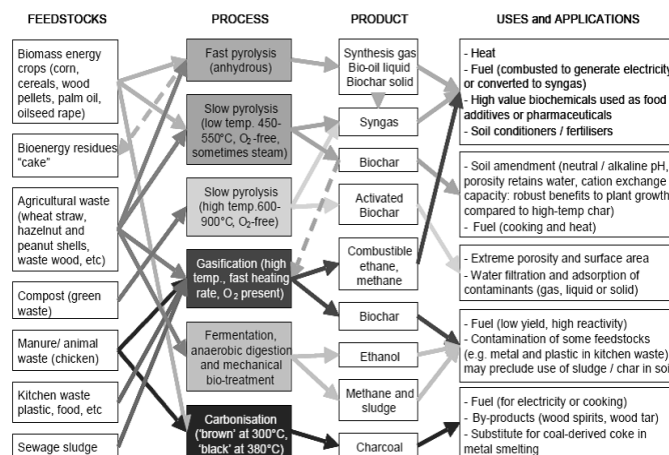 FEEDSTOCKS
PROCESS
PRODUCT
USES and APPLICATIONS
Biomass energy
crops (corn,
cereals, wood
pellets, palm oil,
oilseed rape)
Bioenergy residues
“cake”
Agricultural waste
(wheat straw,
hazelnut and
peanut shells,
waste wood, etc)
Compost (green
waste)
Manure/ animal
waste (chicken)
Kitchen waste
plastic, food, etc
Sewage sludge
Fast pyrolysis
(anhydrous)
Slow pyrolysis
(low temp. 450-
550°C, O2-free,
sometimes steam)
Slow pyrolysis
(high temp.600-
900°C, O2-free)
Gasification (high
temp., fast heating
rate, O2 present)
Fermentation,
anaerobic digestion
and mechanical
bio-treatment
Carbonisation
(‘brown’ at 300°C,
‘black’ at 380°C)
Synthesis gas
Bio-oil liquid
Biochar solid
Syngas
Biochar
Activated
Biochar
Combustible
ethane,
methane
Biochar
Ethanol
Methane and
sludge
Charcoal
- Heat
- Fuel (combusted to generate electricity
or converted to syngas)
- High value biochemicals used as food
additives or pharmaceuticals
- Soil conditioners / fertilisers
- Soil amendment (neutral / alkaline pH,
porosity retains water, cation exchange
capacity: robust benefits to plant growth
compared to high-temp char)
- Fuel (cooking and heat)
- Extreme porosity and surface area
- Water filtration and adsorption of
contaminants (gas, liquid or solid)
- Fuel (low yield, high reactivity)
- Contamination of some feedstocks
(e.g. metal and plastic in kitchen waste)
may preclude use of sludge / char in soil
- Fuel (for electricity or cooking)
- By-products (wood spirits, wood tar)
- Substitute for coal-derived coke in
metal smelting